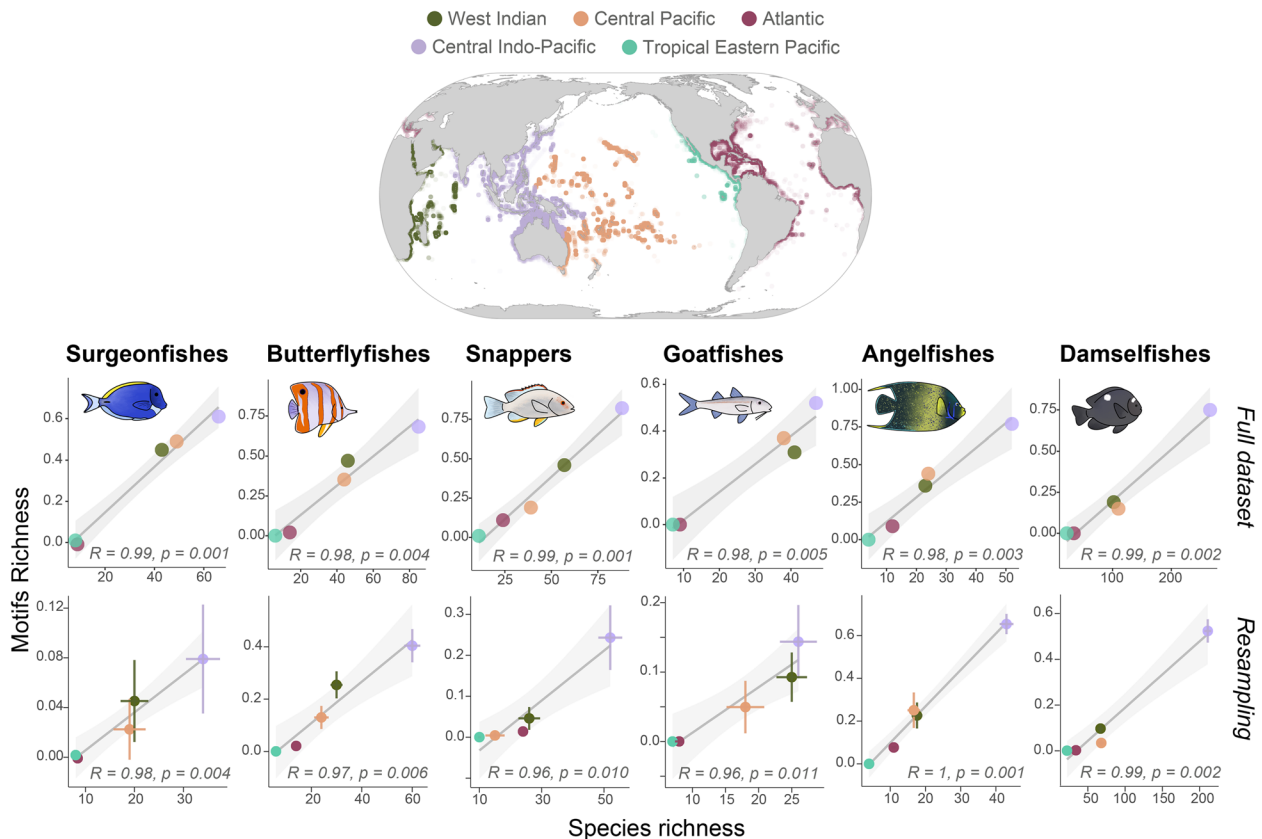 West Indian Central Pacific Atlantic
Central Indo-Pacific Tropical Eastern Pacific
Surgeonfishes Butterflyfishes Snappers Goatfishes Angelfishes Damselfishes
Motifs Richness
Full dataset
0.6
0.4
0.2
0.0
R = 0.99, p = 0.001
20 40 60
0.75
0.50
0.25
0.00
R = 0.98, p = 0.004
20 40 60 80
0.75
0.50
0.25
0.00
R = 0.99, p = 0.001
25 50 75
0.6
0.4
0.2
0.0
R = 0.98, p = 0.005
10 20 30 40
1.00
0.75
0.50
0.25
0.00
R = 0.98, p = 0.003
10 20 30 40 50
0.75
0.50
0.25
0.00
R = 0.99, p = 0.002
100 200
Resampling
0.12
0.08
0.04
0.00
R = 0.98, p = 0.004
10 20 30
0.4
0.2
0.0
R = 0.97, p = 0.006
20 40 60
0.3
0.2
0.1
0.0
R = 0.96, p = 0.010
10 30 50
0.2
0.1
0.0
R = 0.96, p = 0.011
10 15 20 25
0.6
0.4
0.2
0.0
R = 1, p = 0.001
10 20 30 40
0.6
0.4
0.2
0.0
R = 0.99, p = 0.002
50 100 150 200
Species richness